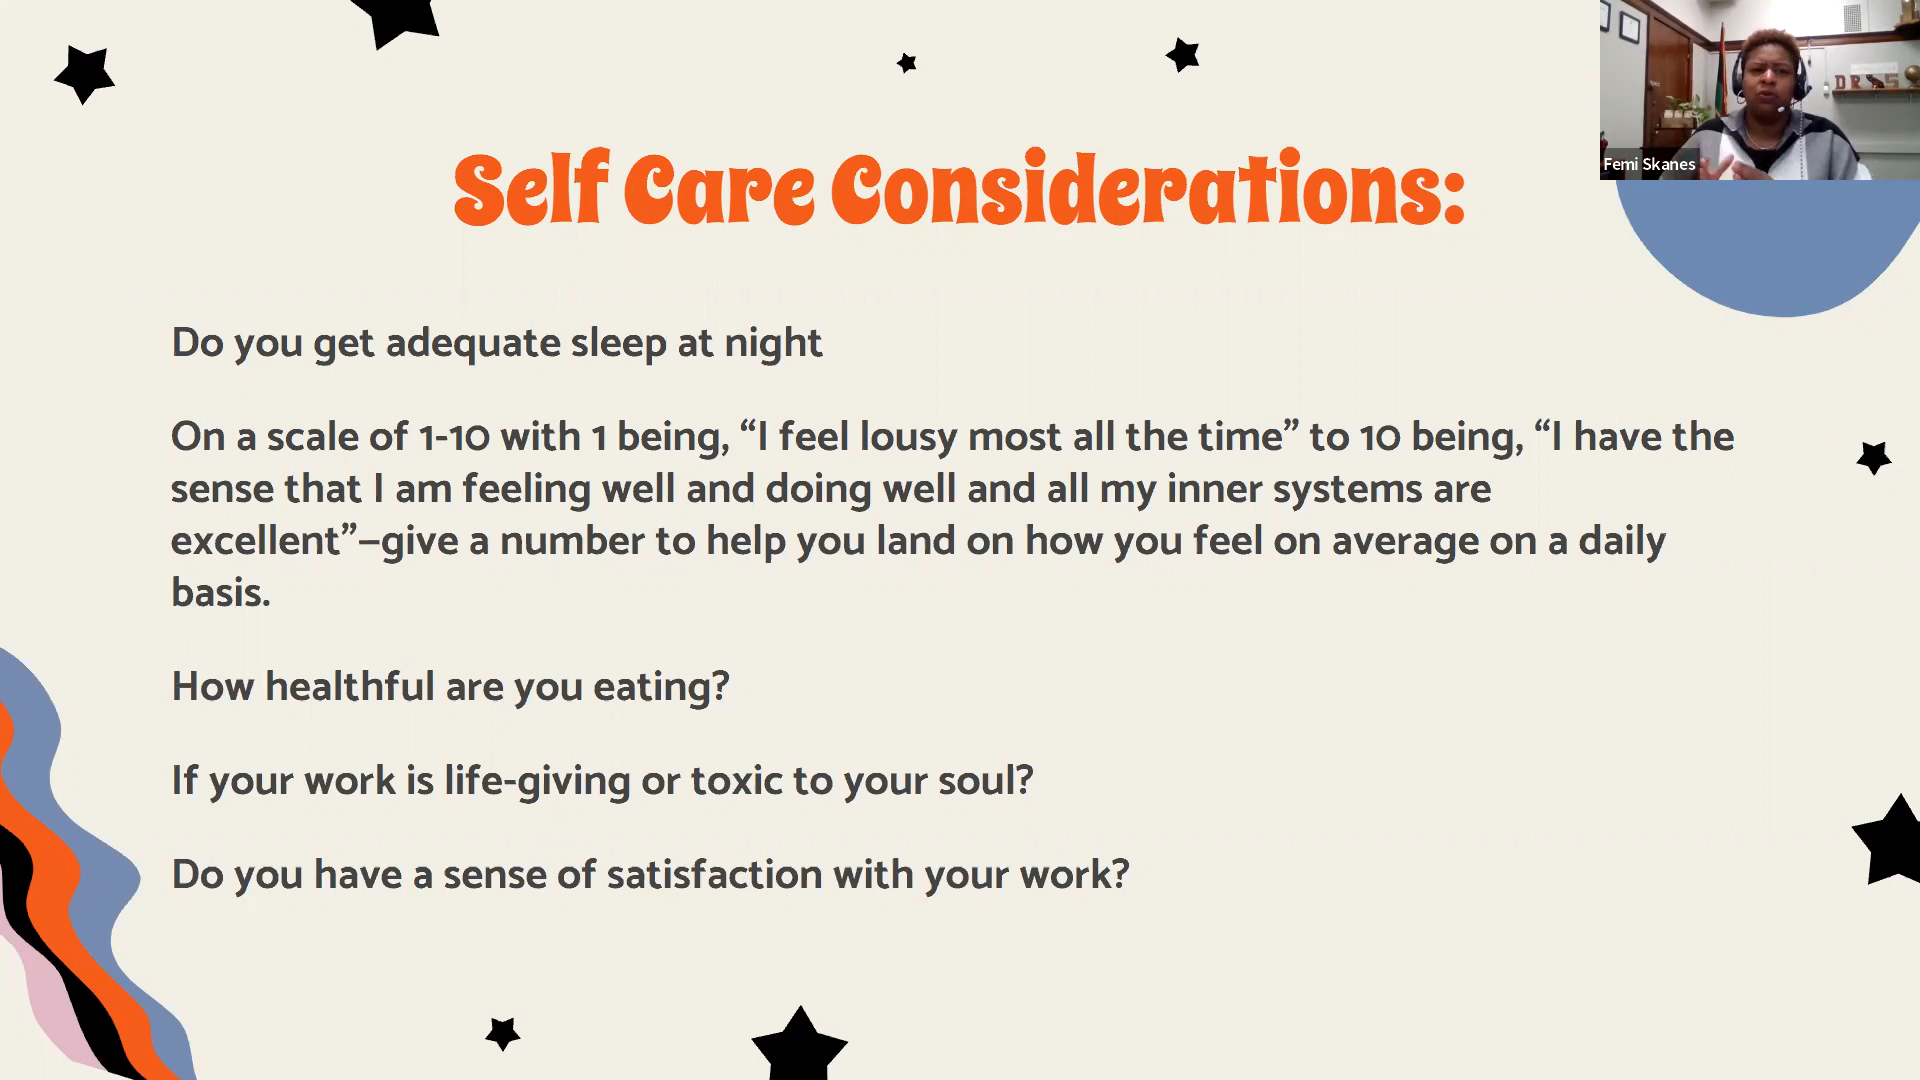 Self Care Considerations:
Femi Skanes
Do you get adequate sleep at night
On a scale of 1-10 with 1 being, “I feel lousy most all the time” to 10 being, “I have the
sense that I am feeling well and doing well and all my inner systems are
excellent”—give a number to help you land on how you feel on average on a daily
basis.
How healthful are you eating?
If your work is life-giving or toxic to your soul?
Do you have a sense of satisfaction with your work?